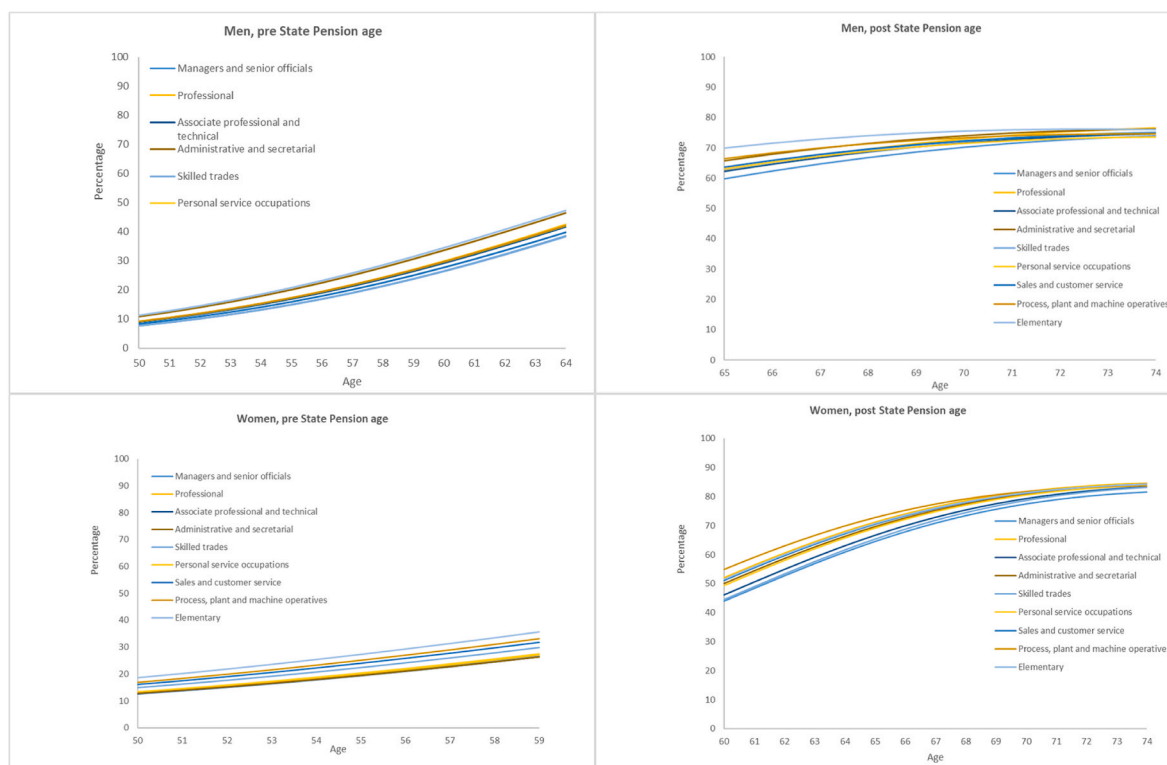 Men, pre State Pension age
Percentage
100
90
80
70
60
50
40
30
20
10
0
Managers and senior officials
Professional
Associate professional and
technical
Administrative and secretarial
Skilled trades
Personal service occupations
50 51 52 53 54 55 56 57 58 59 60 61 62 63 64
Age
Men, post State Pension age
Percentage
100
90
80
70
60
50
40
30
20
10
0
Managers and senior officials
Professional
Associate professional and technical
Administrative and secretarial
Skilled trades
Personal service occupations
Sales and customer service
Process, plant and machine operatives
Elementary
65 66 67 68 69 70 71 72 73 74
Age
Women, pre State Pension age
Percentage
100
90
80
70
60
50
40
30
20
10
0
Managers and senior officials
Professional
Associate professional and technical
Administrative and secretarial
Skilled trades
Personal service occupations
Sales and customer service
Process, plant and machine operatives
Elementary
50 51 52 53 54 55 56 57 58 59
Age
Women, post State Pension age
Percentage
100
90
80
70
60
50
40
30
20
10
0
Managers and senior officials
Professional
Associate professional and technical
Administrative and secretarial
Skilled trades
Personal service occupations
Sales and customer service
Process, plant and machine operative
Elementary
60 61 62 63 64 65 66 67 68 69 70 71 72 73 74
Age